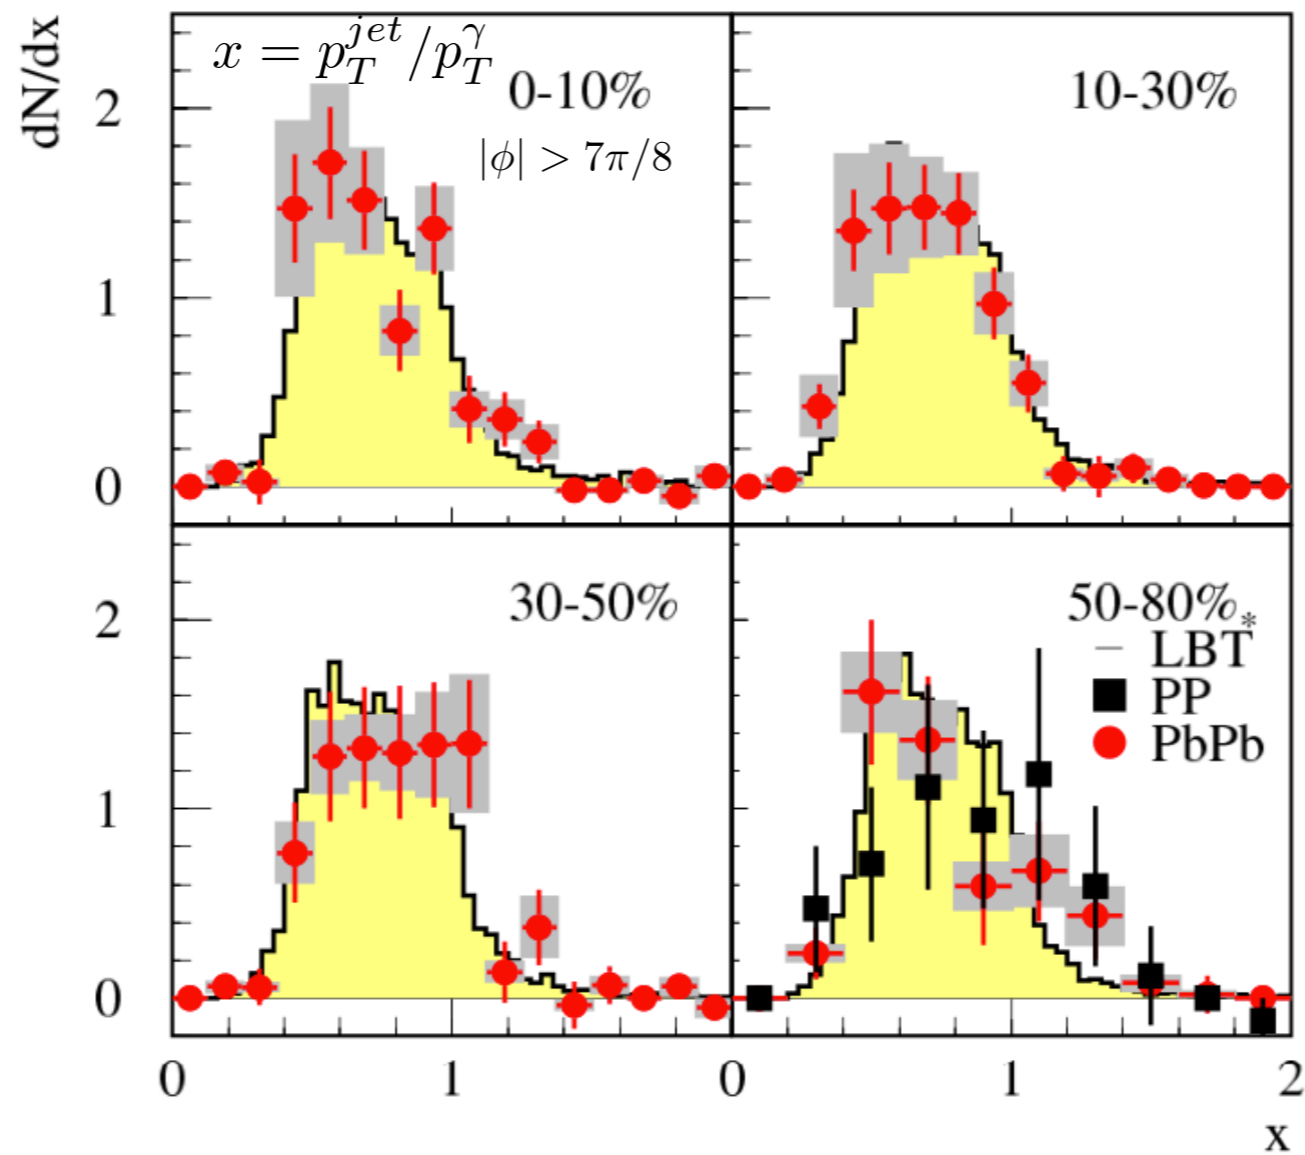 dN/dx
x = p_T^{jet}/p_T^γ
0-10%
|ϕ| > 7π/8
10-30%
2
1
0
30-50%
50-80%
LBT*
PP
PbPb
2
1
0
0 1 0 1 2
x